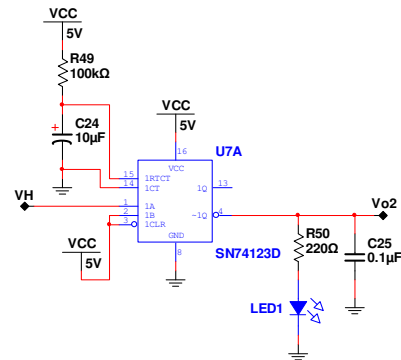 VCC
5V
R49
100kΩ
VCC
5V
C24
10µF
U7A
16
VCC
15
1RTCT
14
1CT
1Q
13
VH
1
1A
2
1B
3
1CLR
~1Q
4
Vo2
GND
8
SN74123D
VCC
5V
R50
220Ω
C25
0.1µF
LED1